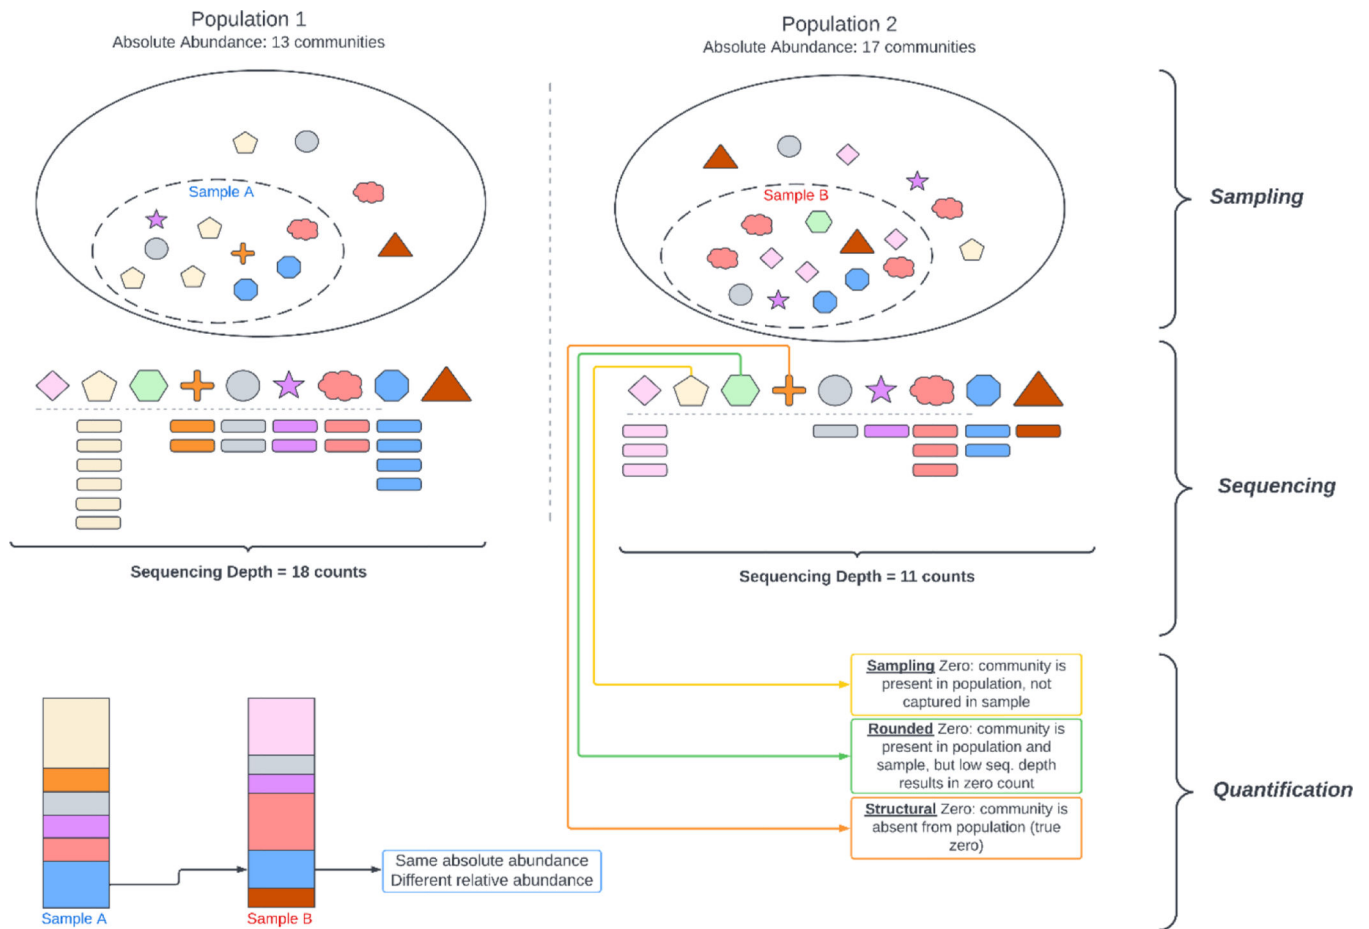 Population 1
Absolute Abundance: 13 communities
Population 2
Absolute Abundance: 17 communities
Sample A
Sample B
Sampling
Sequencing
Sequencing Depth = 18 counts
Sequencing Depth = 11 counts
Sampling Zero: community is
present in population, not
captured in sample
Rounded Zero: community is
present in population and
sample, but low seq. depth
results in zero count
Structural Zero: community is
absent from population (true
zero)
Quantification
Same absolute abundance
Different relative abundance
Sample A
Sample B